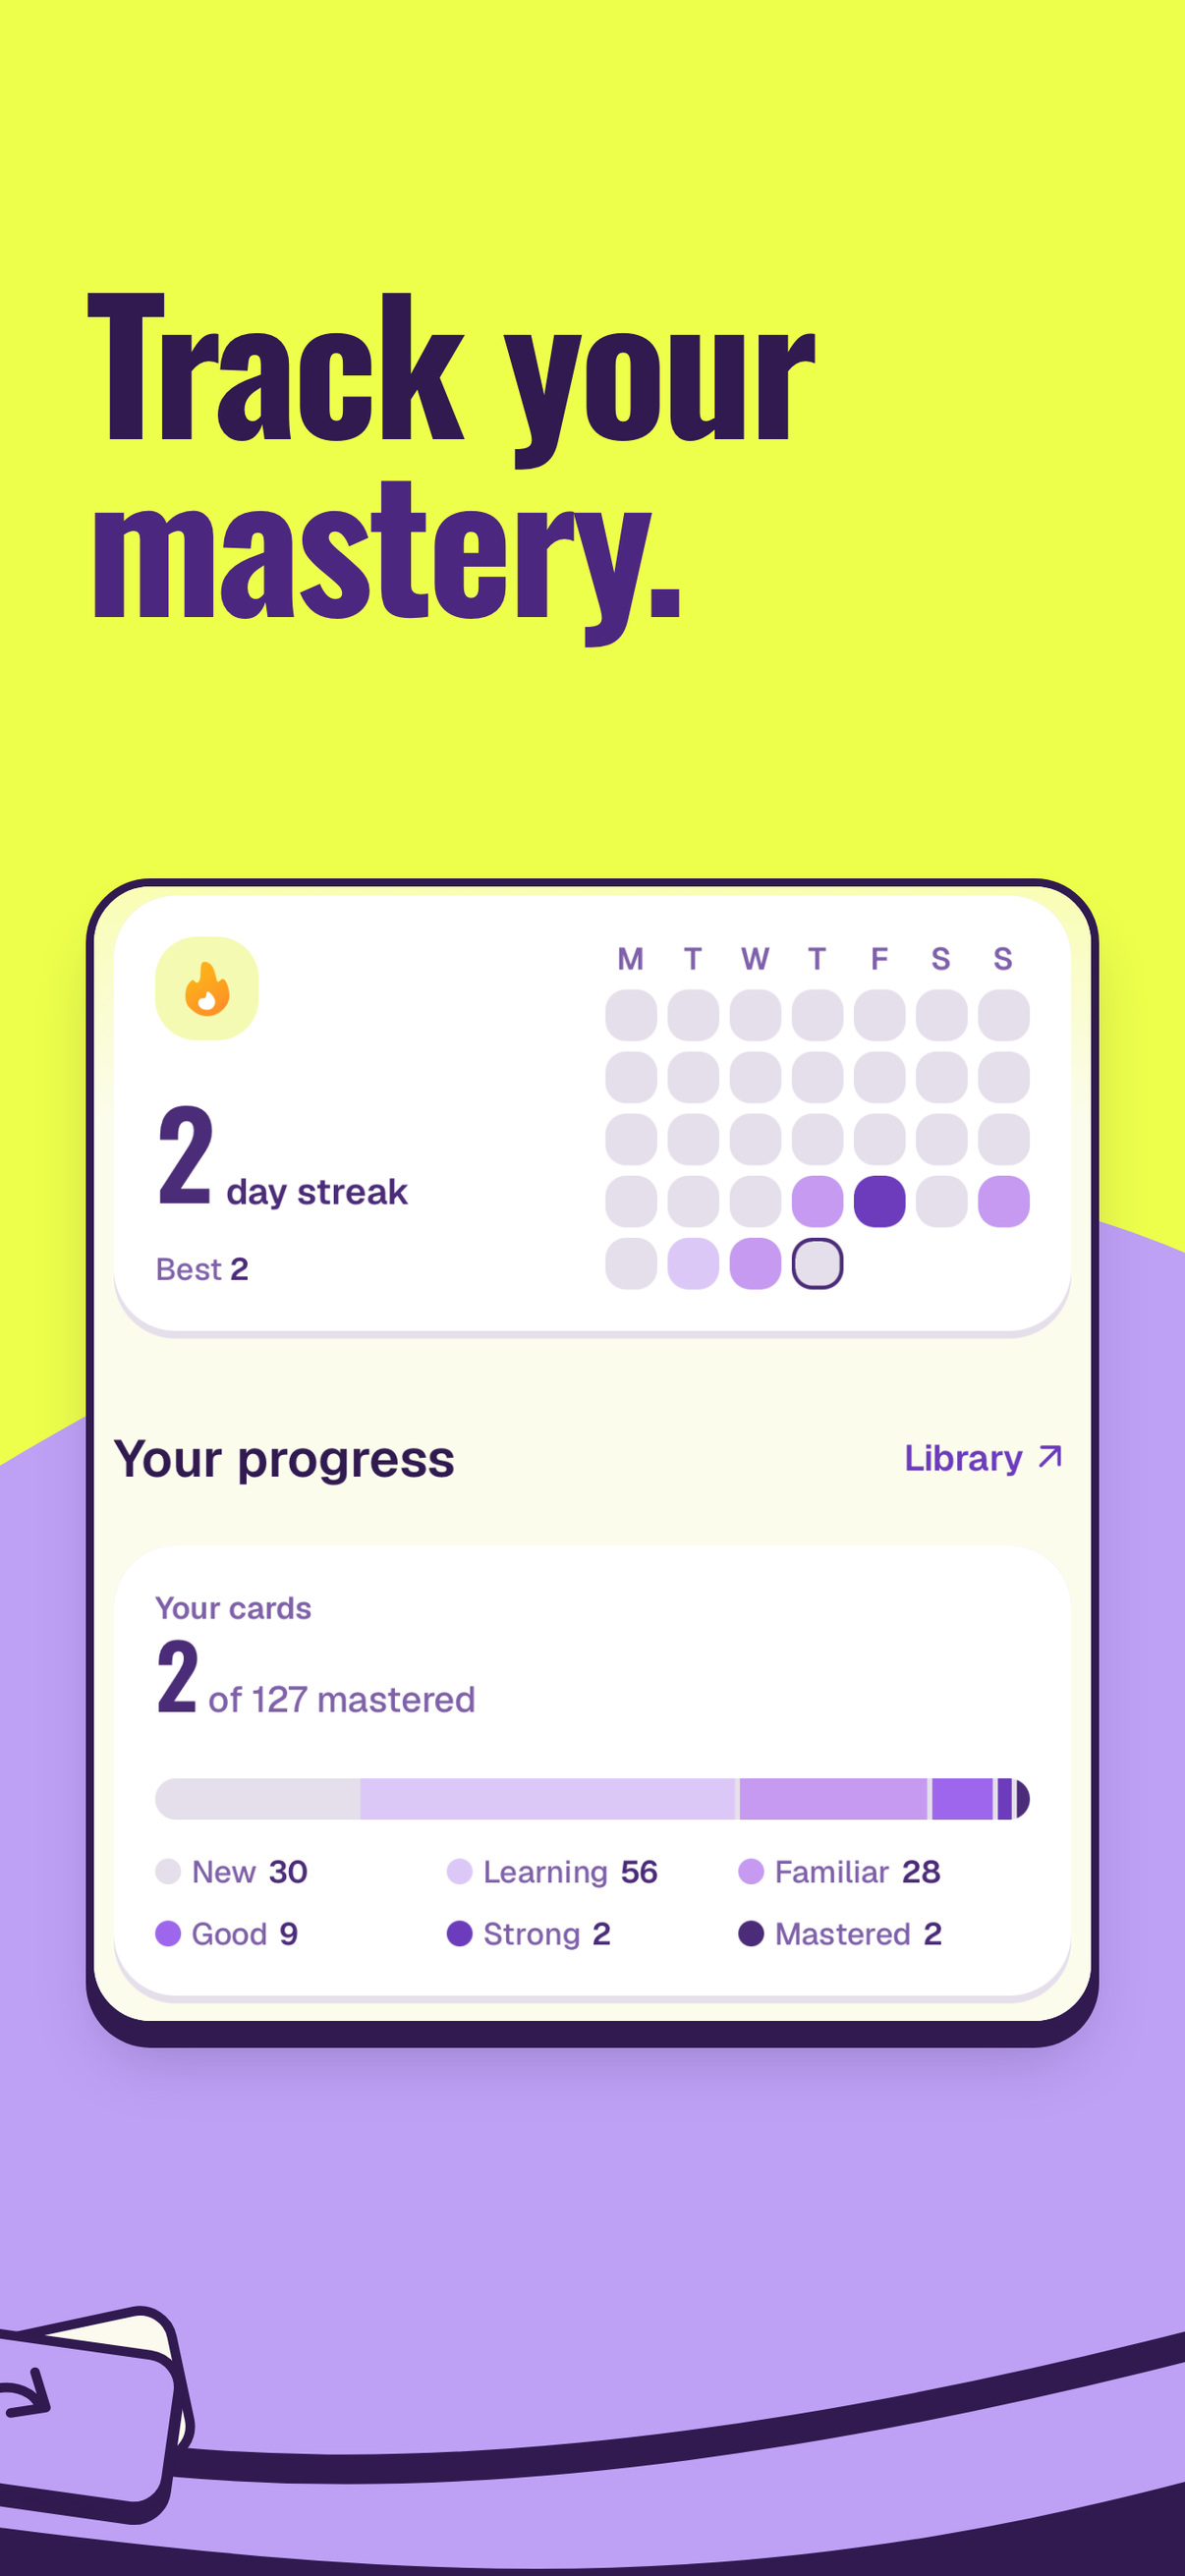 Track your
mastery.
M T W T F S S
2 day streak
Best 2
Your progress
Library
Your cards
2 of 127 mastered
New 30 Learning 56 Familiar 28
Good 9 Strong 2 Mastered 2